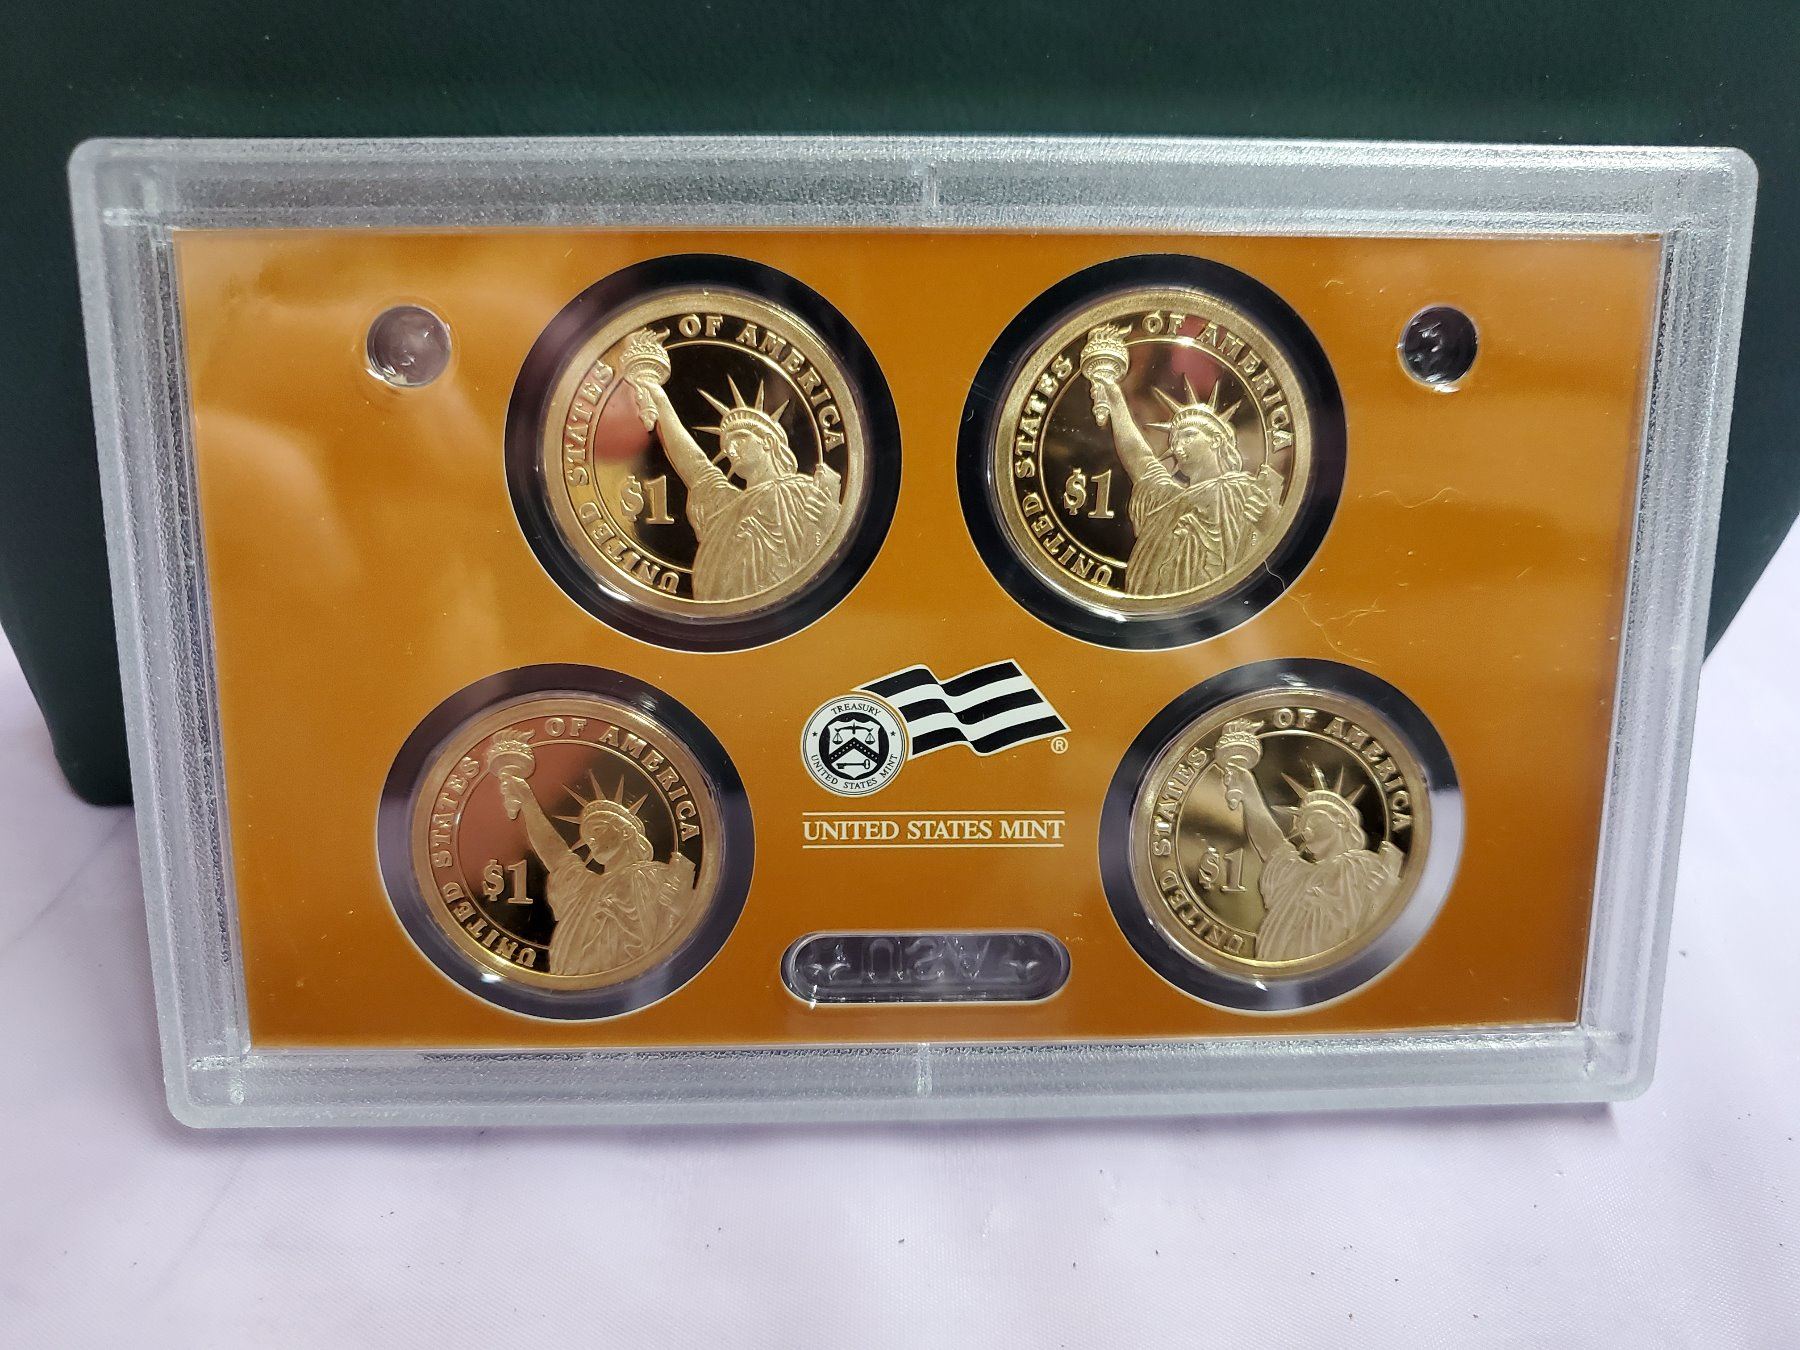 UNITED STATES OF AMERICA
$1
UNITED STATES OF AMERICA
$1
UNITED STATES OF AMERICA
$1
UNITED STATES OF AMERICA
$1
TREASURY
UNITED STATES MINT
®
UNITED STATES MINT
USA